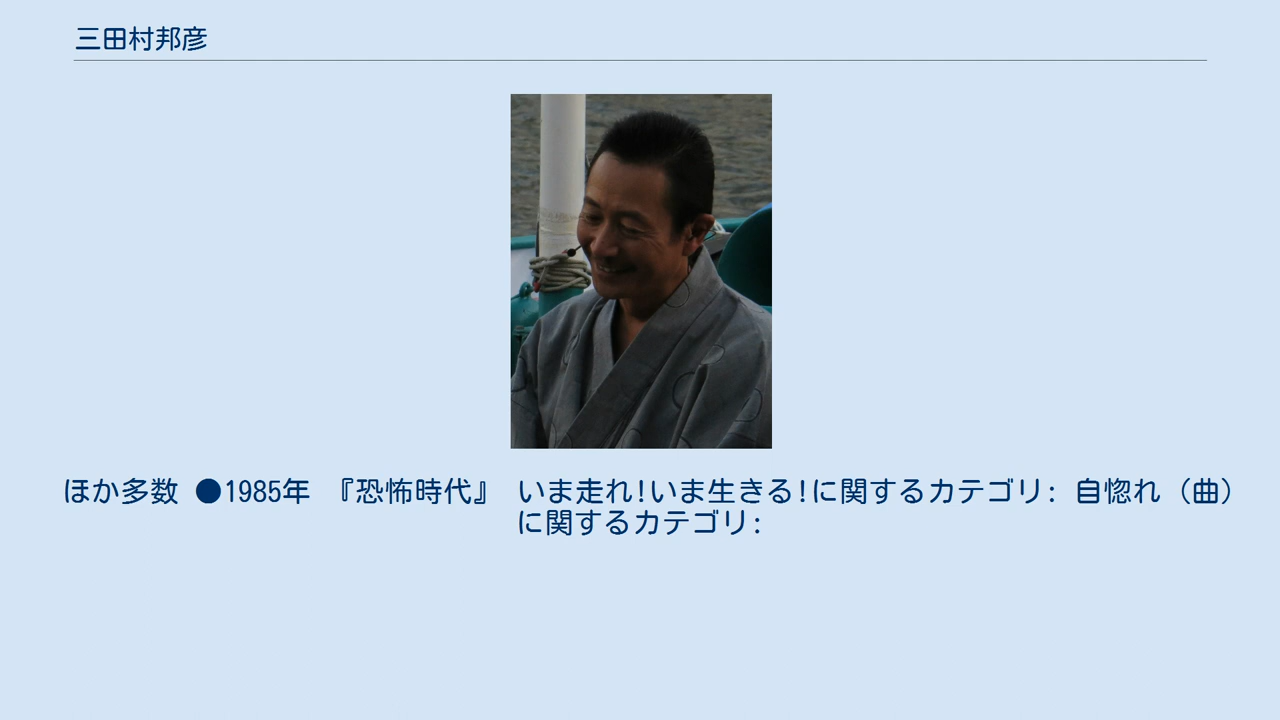 三田村邦彦
ほか多数 ●1985年 『恐怖時代』 いま走れ!いま生きる!に関するカテゴリ: 自惚れ（曲）
に関するカテゴリ: